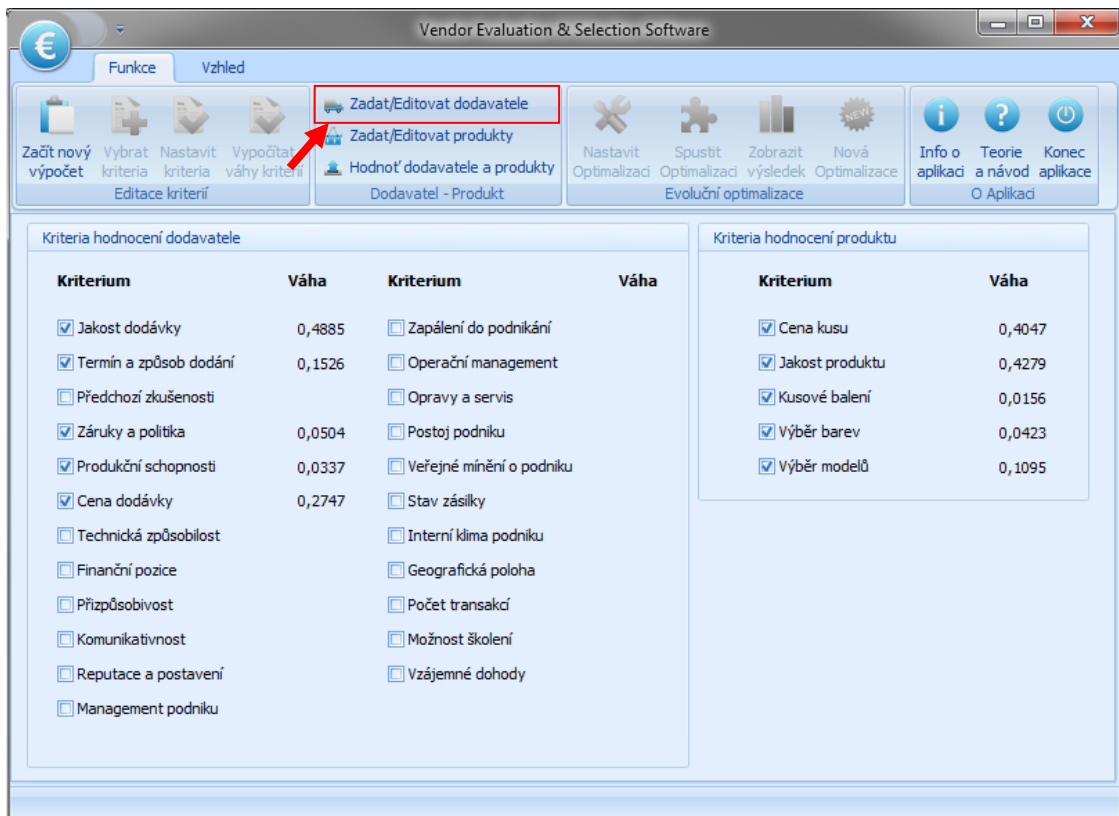 Vendor Evaluation & Selection Software
€
Funkce Vzhled
Začít nový výpočet
Vybrat kriteria
Nastavit kriteria
Vypočítat váhy kriterií
Editace kriterií
Zadat/Editovat dodavatele
Zadat/Editovat produkty
Hodnoť dodavatele a produkty
Dodavatel - Produkt
Nastavit Optimalizaci
Spustit Optimalizaci
Zobrazit výsledek
NEW
Nová Optimalizace
Evoluční optimalizace
Info o aplikaci
Teorie a návod
Konec aplikace
O Aplikaci
Kriteria hodnocení dodavatele
Kriterium Váha Kriterium Váha
Jakost dodávky 0,4885 Zapálení do podnikání
Termín a způsob dodání 0,1526 Operační management
Předchozí zkušenosti Opravy a servis
Záruky a politika 0,0504 Postoj podniku
Produkční schopnosti 0,0337 Veřejné mínění o podniku
Cena dodávky 0,2747 Stav zásilky
Technická způsobilost Interní klima podniku
Finanční pozice Geografická poloha
Přizpůsobivost Počet transakcí
Komunikativnost Možnost školení
Reputace a postavení Vzájemné dohody
Management podniku
Kriteria hodnocení produktu
Kriterium Váha
Cena kusu 0,4047
Jakost produktu 0,4279
Kusové balení 0,0156
Výběr barev 0,0423
Výběr modelů 0,1095